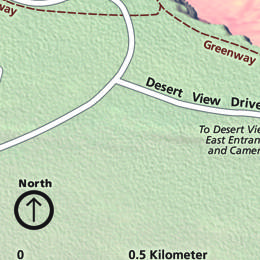 way
Greenway
Desert View Drive
To Desert Vie
East Entran
and Camer
North
0 0.5 Kilometer